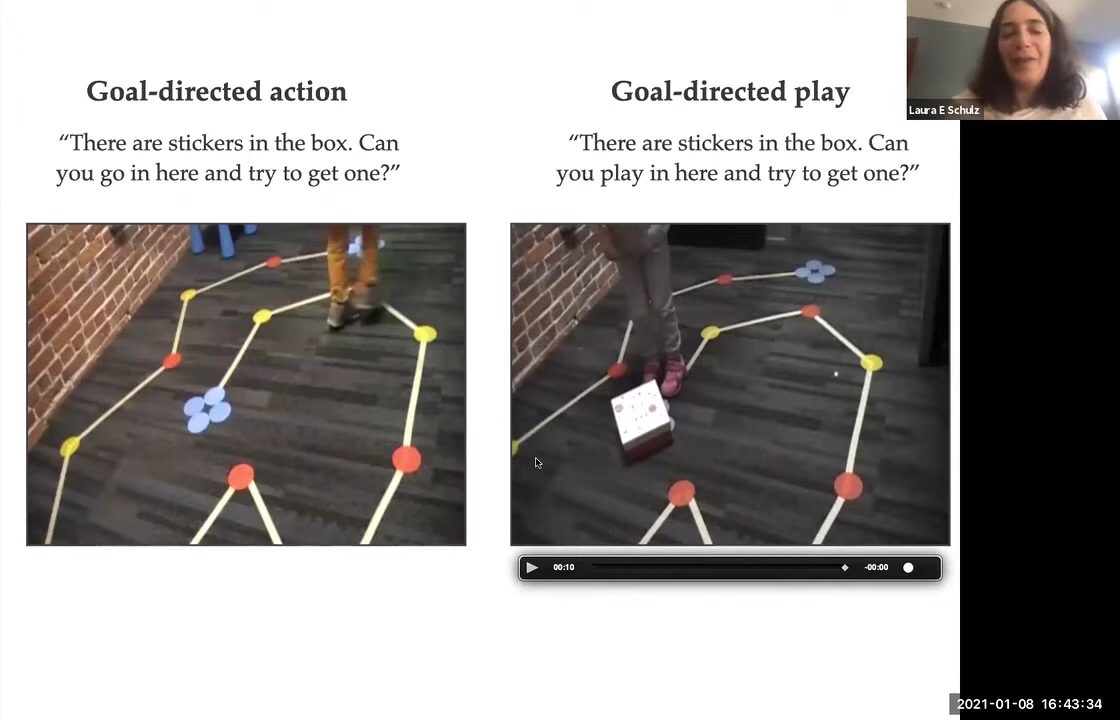 Laura E Schulz
Goal-directed action
“There are stickers in the box. Can
you go in here and try to get one?”
Goal-directed play
“There are stickers in the box. Can
you play in here and try to get one?”
00:10
-00:00
2021-01-08 16:43:34